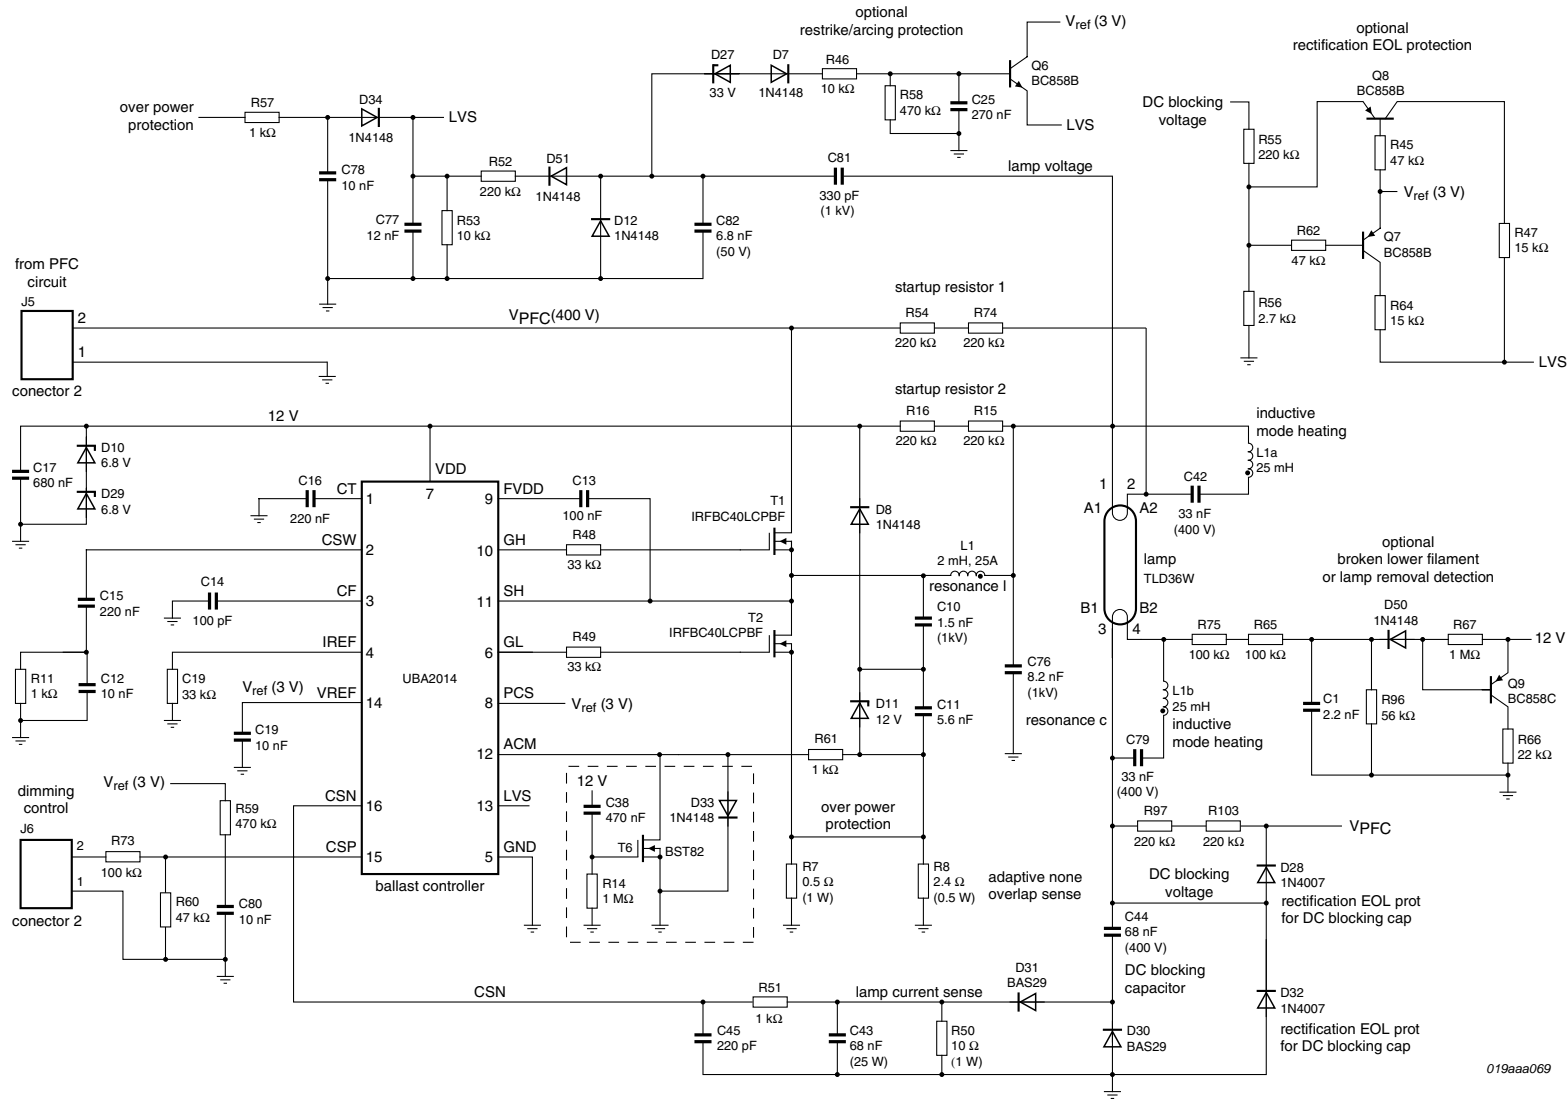 optional
restrike/arcing protection
Vref (3 V)
D27
33 V
D7
1N4148
R46
10 kΩ
R58
470 kΩ
C25
270 nF
Q6
BC858B
LVS
over power
protection
R57
1 kΩ
D34
1N4148
LVS
C78
10 nF
C77
12 nF
R53
10 kΩ
R52
220 kΩ
D51
1N4148
D12
1N4148
C82
6.8 nF
(50 V)
C81
330 pF
(1 kV)
lamp voltage
optional
rectification EOL protection
Q8
BC858B
DC blocking
voltage
R55
220 kΩ
R45
47 kΩ
Vref (3 V)
R62
47 kΩ
Q7
BC858B
R47
15 kΩ
R56
2.7 kΩ
R64
15 kΩ
LVS
from PFC
circuit
J5
2
1
conector 2
VPFC(400 V)
startup resistor 1
R54
220 kΩ
R74
220 kΩ
startup resistor 2
R16
220 kΩ
R15
220 kΩ
12 V
C17
680 nF
D10
6.8 V
D29
6.8 V
C16
220 nF
CT
1
VDD
7
9
FVDD
C13
100 nF
CSW
2
10
GH
R48
33 kΩ
T1
IRFBC40LCPBF
C15
220 nF
C14
100 pF
CF
3
11
SH
T2
IRFBC40LCPBF
IREF
4
6
GL
R49
33 kΩ
R11
1 kΩ
C12
10 nF
C19
33 kΩ
UBA2014
Vref (3 V)
VREF
14
8
PCS
Vref (3 V)
C19
10 nF
12
ACM
R61
1 kΩ
D8
1N4148
L1
2 mH, 25A
resonance l
C10
1.5 nF
(1kV)
D11
12 V
C11
5.6 nF
C76
8.2 nF
(1kV)
resonance c
inductive
mode heating
L1a
25 mH
1
2
A1
A2
C42
33 nF
(400 V)
lamp
TLD36W
B1
B2
3
4
optional
broken lower filament
or lamp removal detection
R75
100 kΩ
R65
100 kΩ
D50
1N4148
R67
1 MΩ
12 V
Q9
BC858C
C1
2.2 nF
R96
56 kΩ
R66
22 kΩ
L1b
25 mH
inductive
mode heating
C79
33 nF
(400 V)
dimming
control
J6
2
1
conector 2
Vref (3 V)
R59
470 kΩ
R73
100 kΩ
R60
47 kΩ
C80
10 nF
CSN
16
13
LVS
CSP
15
5
GND
ballast controller
12 V
C38
470 nF
D33
1N4148
T6
BST82
R14
1 MΩ
over power
protection
R7
0.5 Ω
(1 W)
R8
2.4 Ω
(0.5 W)
adaptive none
overlap sense
R97
220 kΩ
R103
220 kΩ
VPFC
DC blocking
voltage
D28
1N4007
rectification EOL prot
for DC blocking cap
C44
68 nF
(400 V)
DC blocking
capacitor
D32
1N4007
rectification EOL prot
for DC blocking cap
CSN
R51
1 kΩ
lamp current sense
D31
BAS29
C45
220 pF
C43
68 nF
(25 W)
R50
10 Ω
(1 W)
D30
BAS29
019aaa069